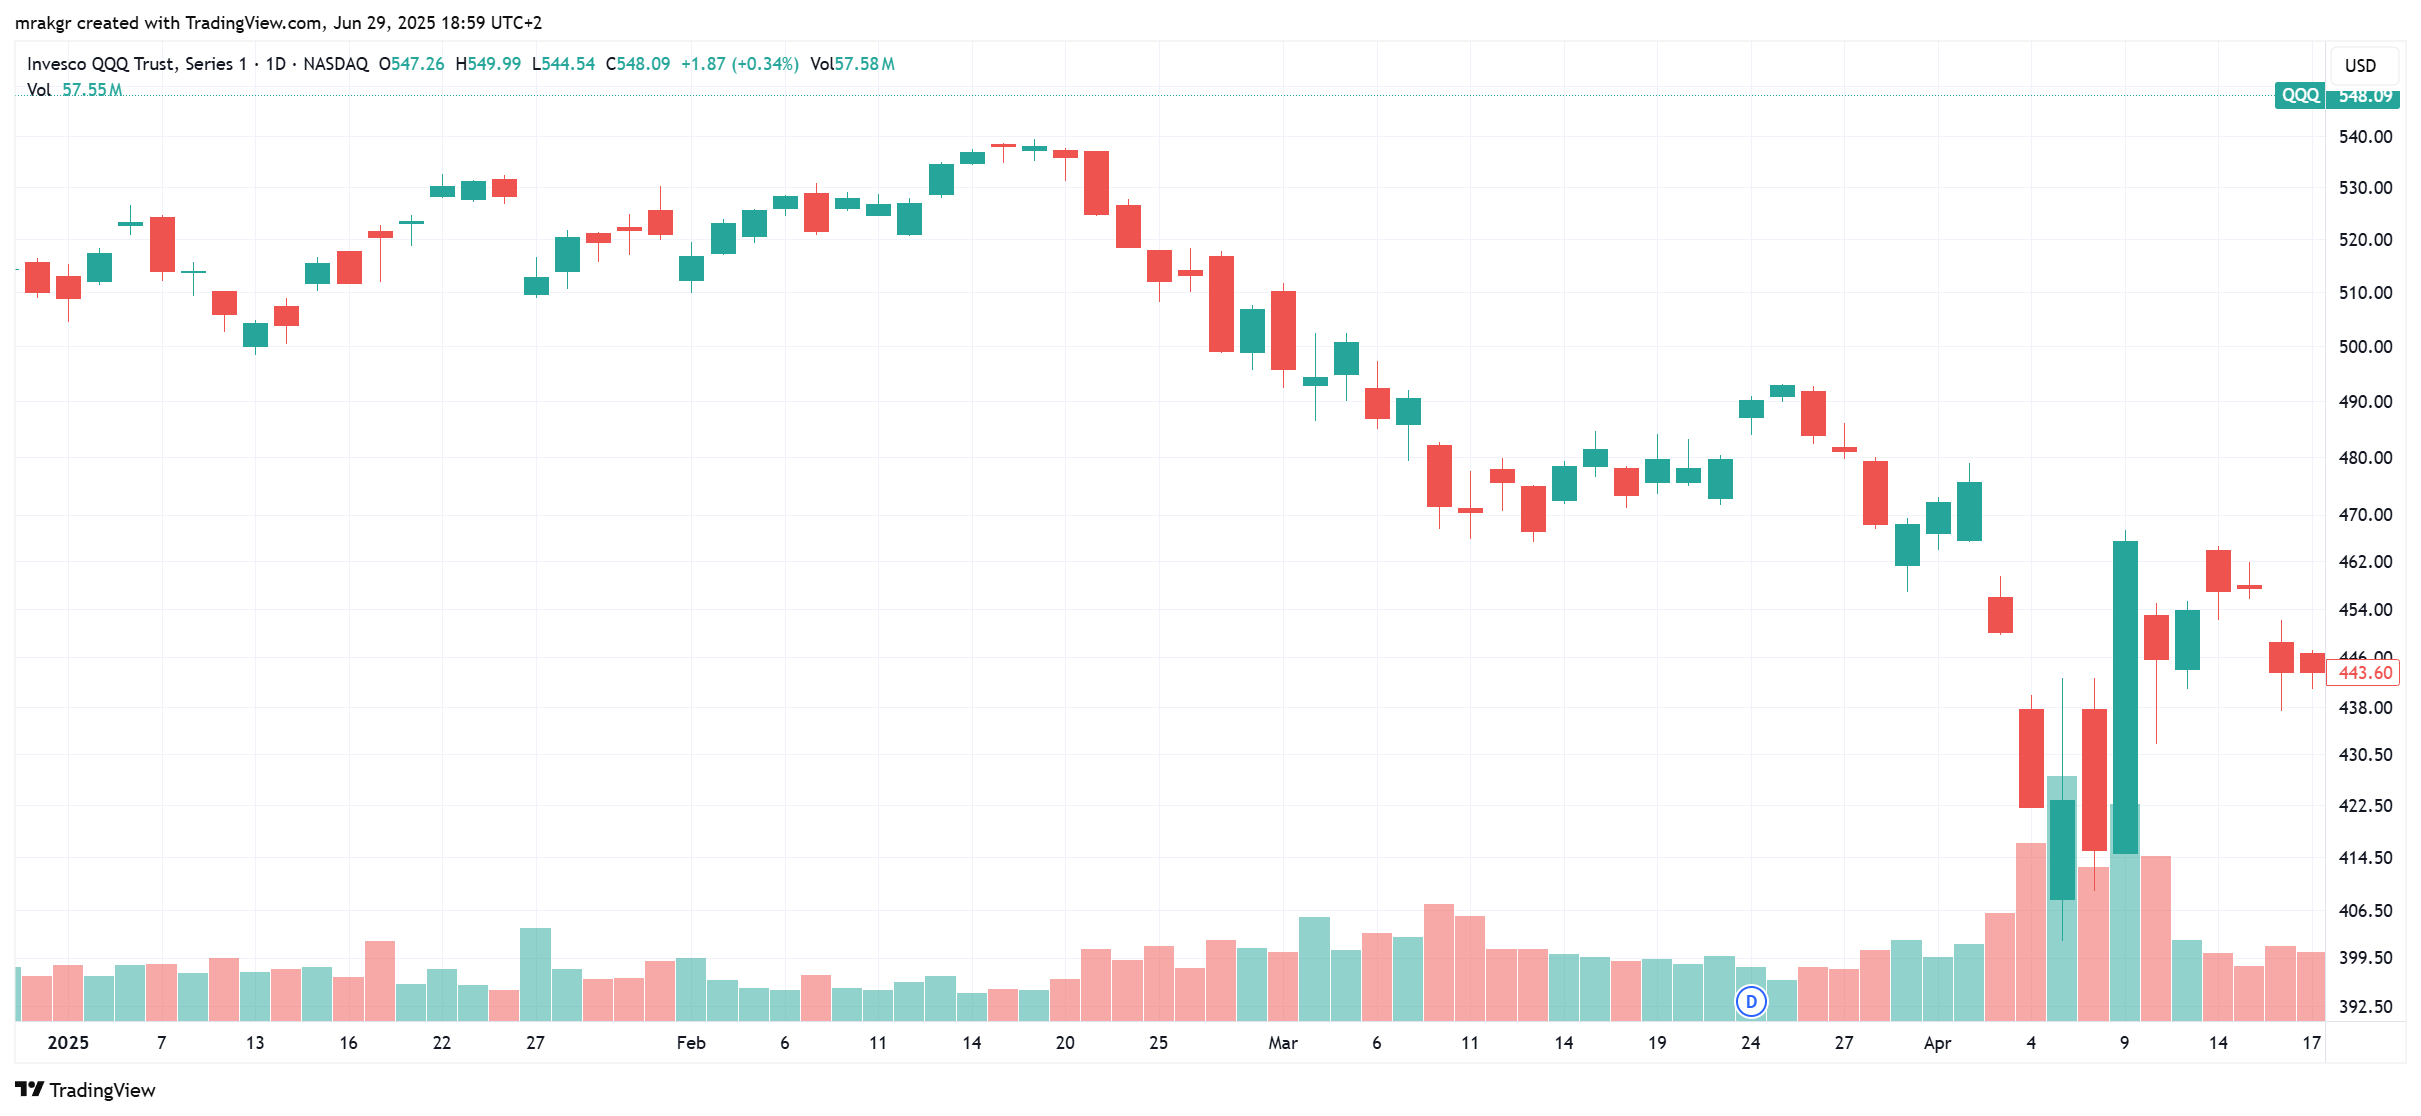 mrakgr created with TradingView.com, Jun 29, 2025 18:59 UTC+2
Invesco QQQ Trust, Series 1 · 1D · NASDAQ O547.26 H549.99 L544.54 C548.09 +1.87 (+0.34%) Vol57.58M
USD
Vol 57.55M
QQQ 548.09
540.00
530.00
520.00
510.00
500.00
490.00
480.00
470.00
462.00
454.00
446.00
443.60
438.00
430.50
422.50
414.50
406.50
399.50
392.50
D
2025 7 13 16 22 27 Feb 6 11 14 20 25 Mar 6 11 14 19 24 27 Apr 4 9 14 17
TradingView